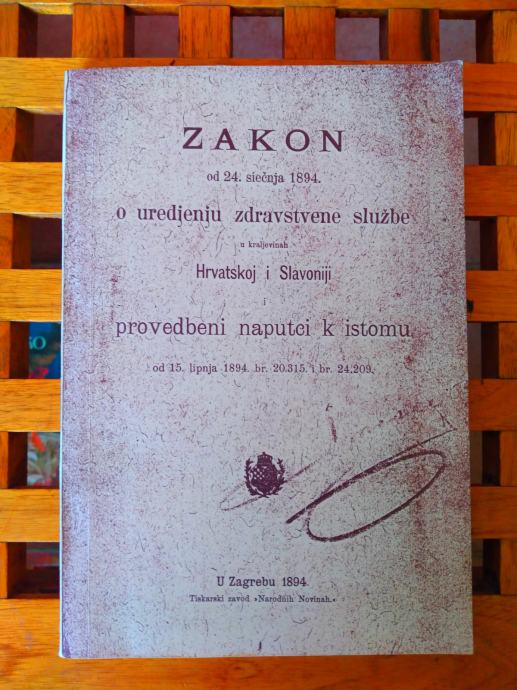 ZAKON
od 24. siečnja 1894.
o uredjenju zdravstvene službe
u kraljevinah
Hrvatskoj i Slavoniji
i
provedbeni naputci k istomu
od 15. lipnja 1894. br. 20.315. i br. 24.209.
U Zagrebu 1894.
Tiskarski zavod »Narodnih Novinah.«